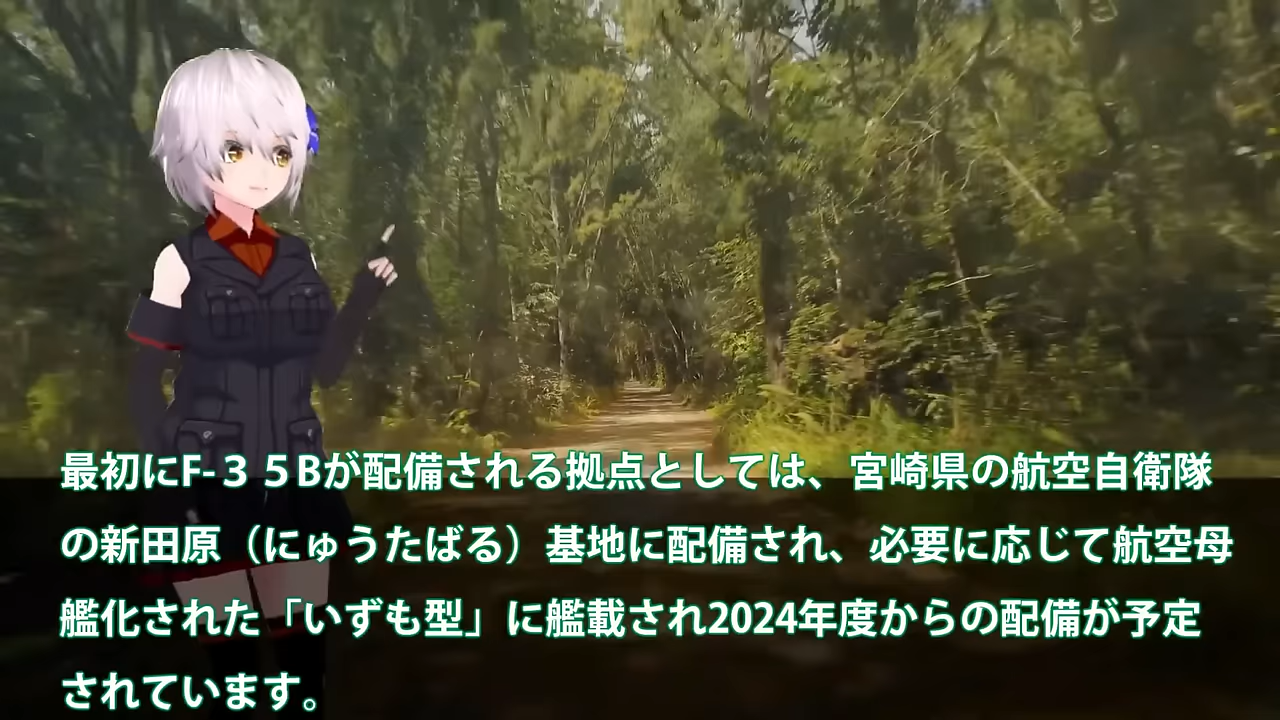 最初にF-３５Bが配備される拠点としては、宮崎県の航空自衛隊
の新田原（にゅうたばる）基地に配備され、必要に応じて航空母
艦化された「いずも型」に艦載され2024年度からの配備が予定
されています。